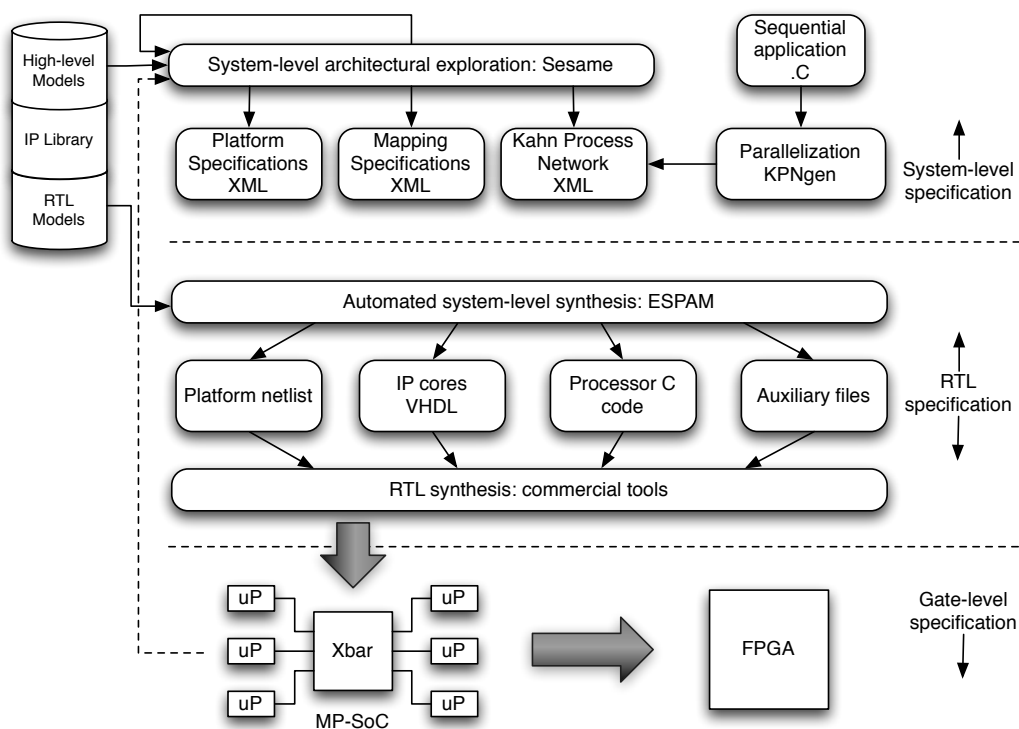 High-level
Models
IP Library
RTL
Models
System-level architectural exploration: Sesame
Sequential
application
.C
Platform
Specifications
XML
Mapping
Specifications
XML
Kahn Process
Network
XML
Parallelization
KPNgen
System-level
specification
Automated system-level synthesis: ESPAM
Platform netlist
IP cores
VHDL
Processor C
code
Auxiliary files
RTL
specification
RTL synthesis: commercial tools
uP
uP
uP
Xbar
uP
uP
uP
MP-SoC
FPGA
Gate-level
specification